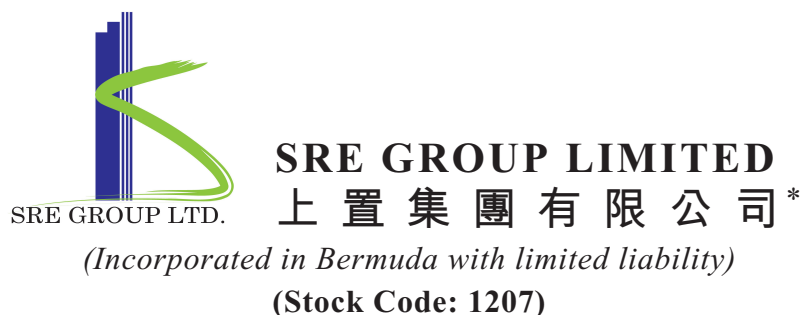 SRE GROUP LTD.
SRE GROUP LIMITED
上置集團有限公司*
(Incorporated in Bermuda with limited liability)
(Stock Code: 1207)